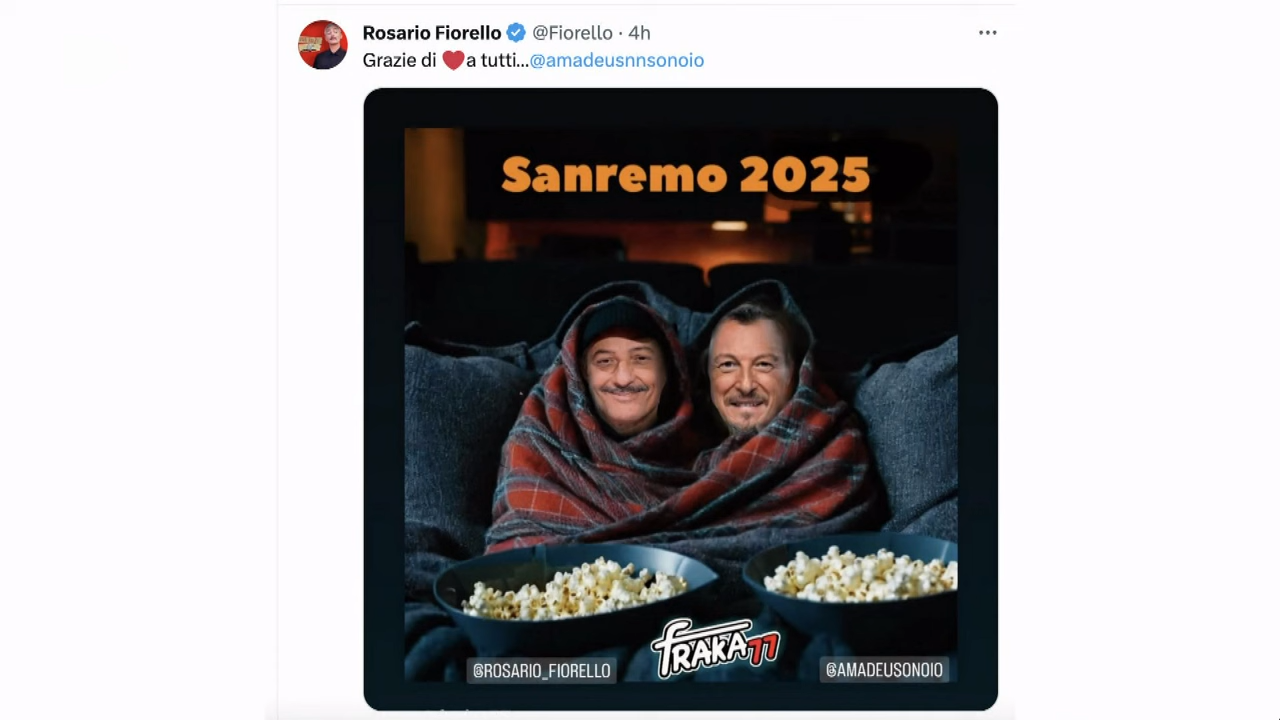 Rosario Fiorello @Fiorello · 4h
Grazie di ❤️a tutti...@amadeusnnsonoio
Sanremo 2025
FRAKA77
@ROSARIO_FIORELLO
@AMADEUSONOIO